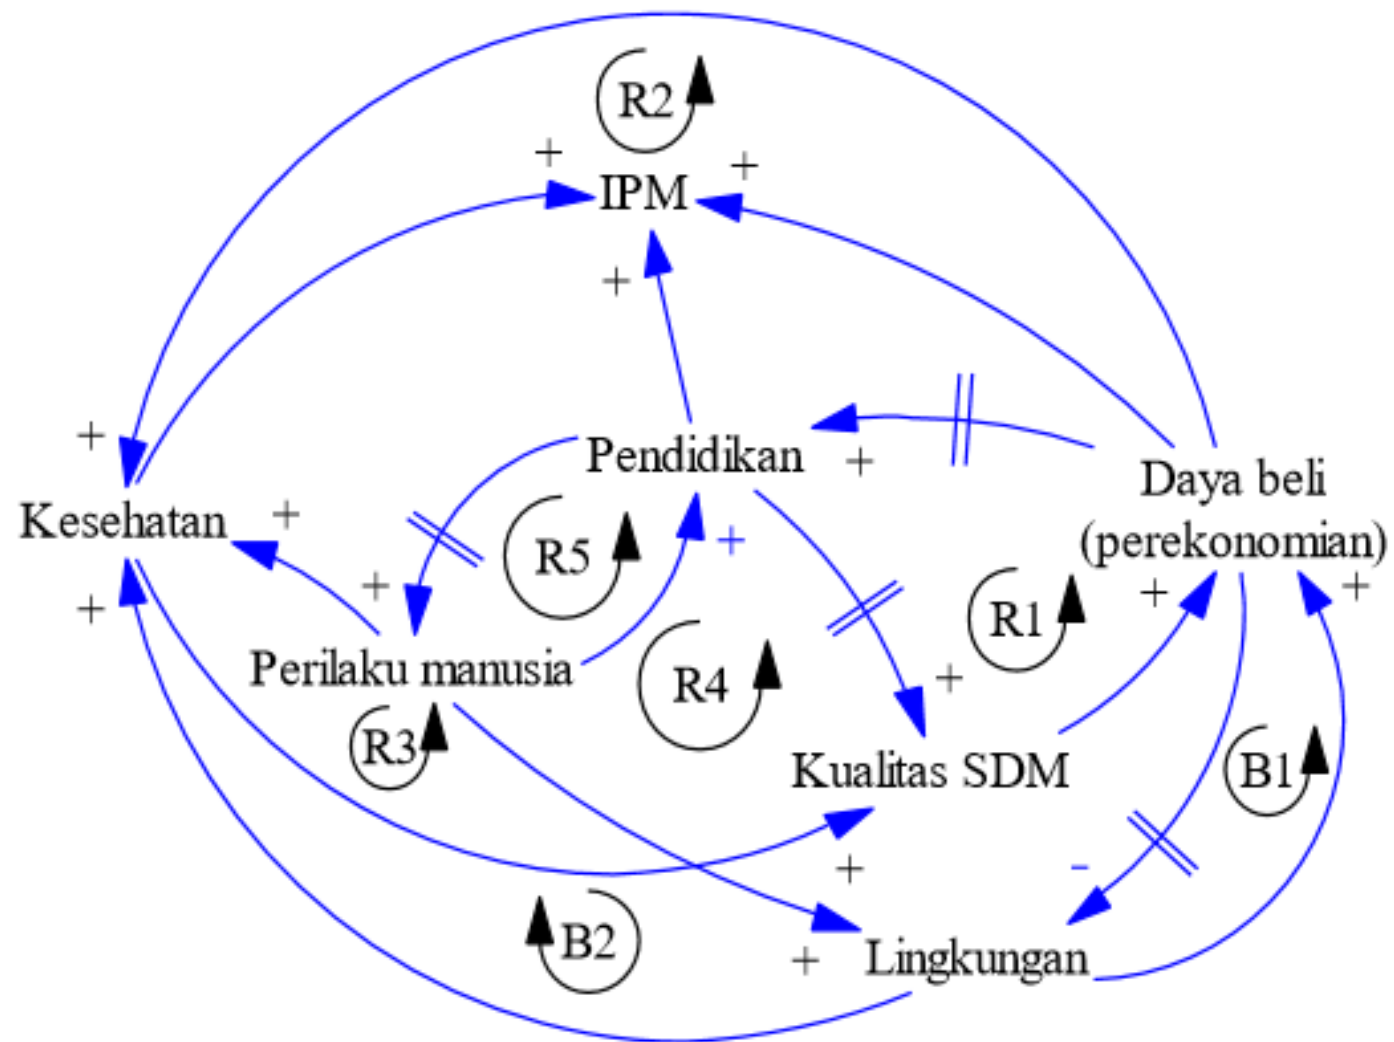 R2
+
+
IPM
+
+
Pendidikan
+
Daya beli
(perekonomian)
Kesehatan
+
R5
+
+
+
+
R1
+
Perilaku manusia
R4
+
R3
Kualitas SDM
B1
+
-
B2
+
Lingkungan